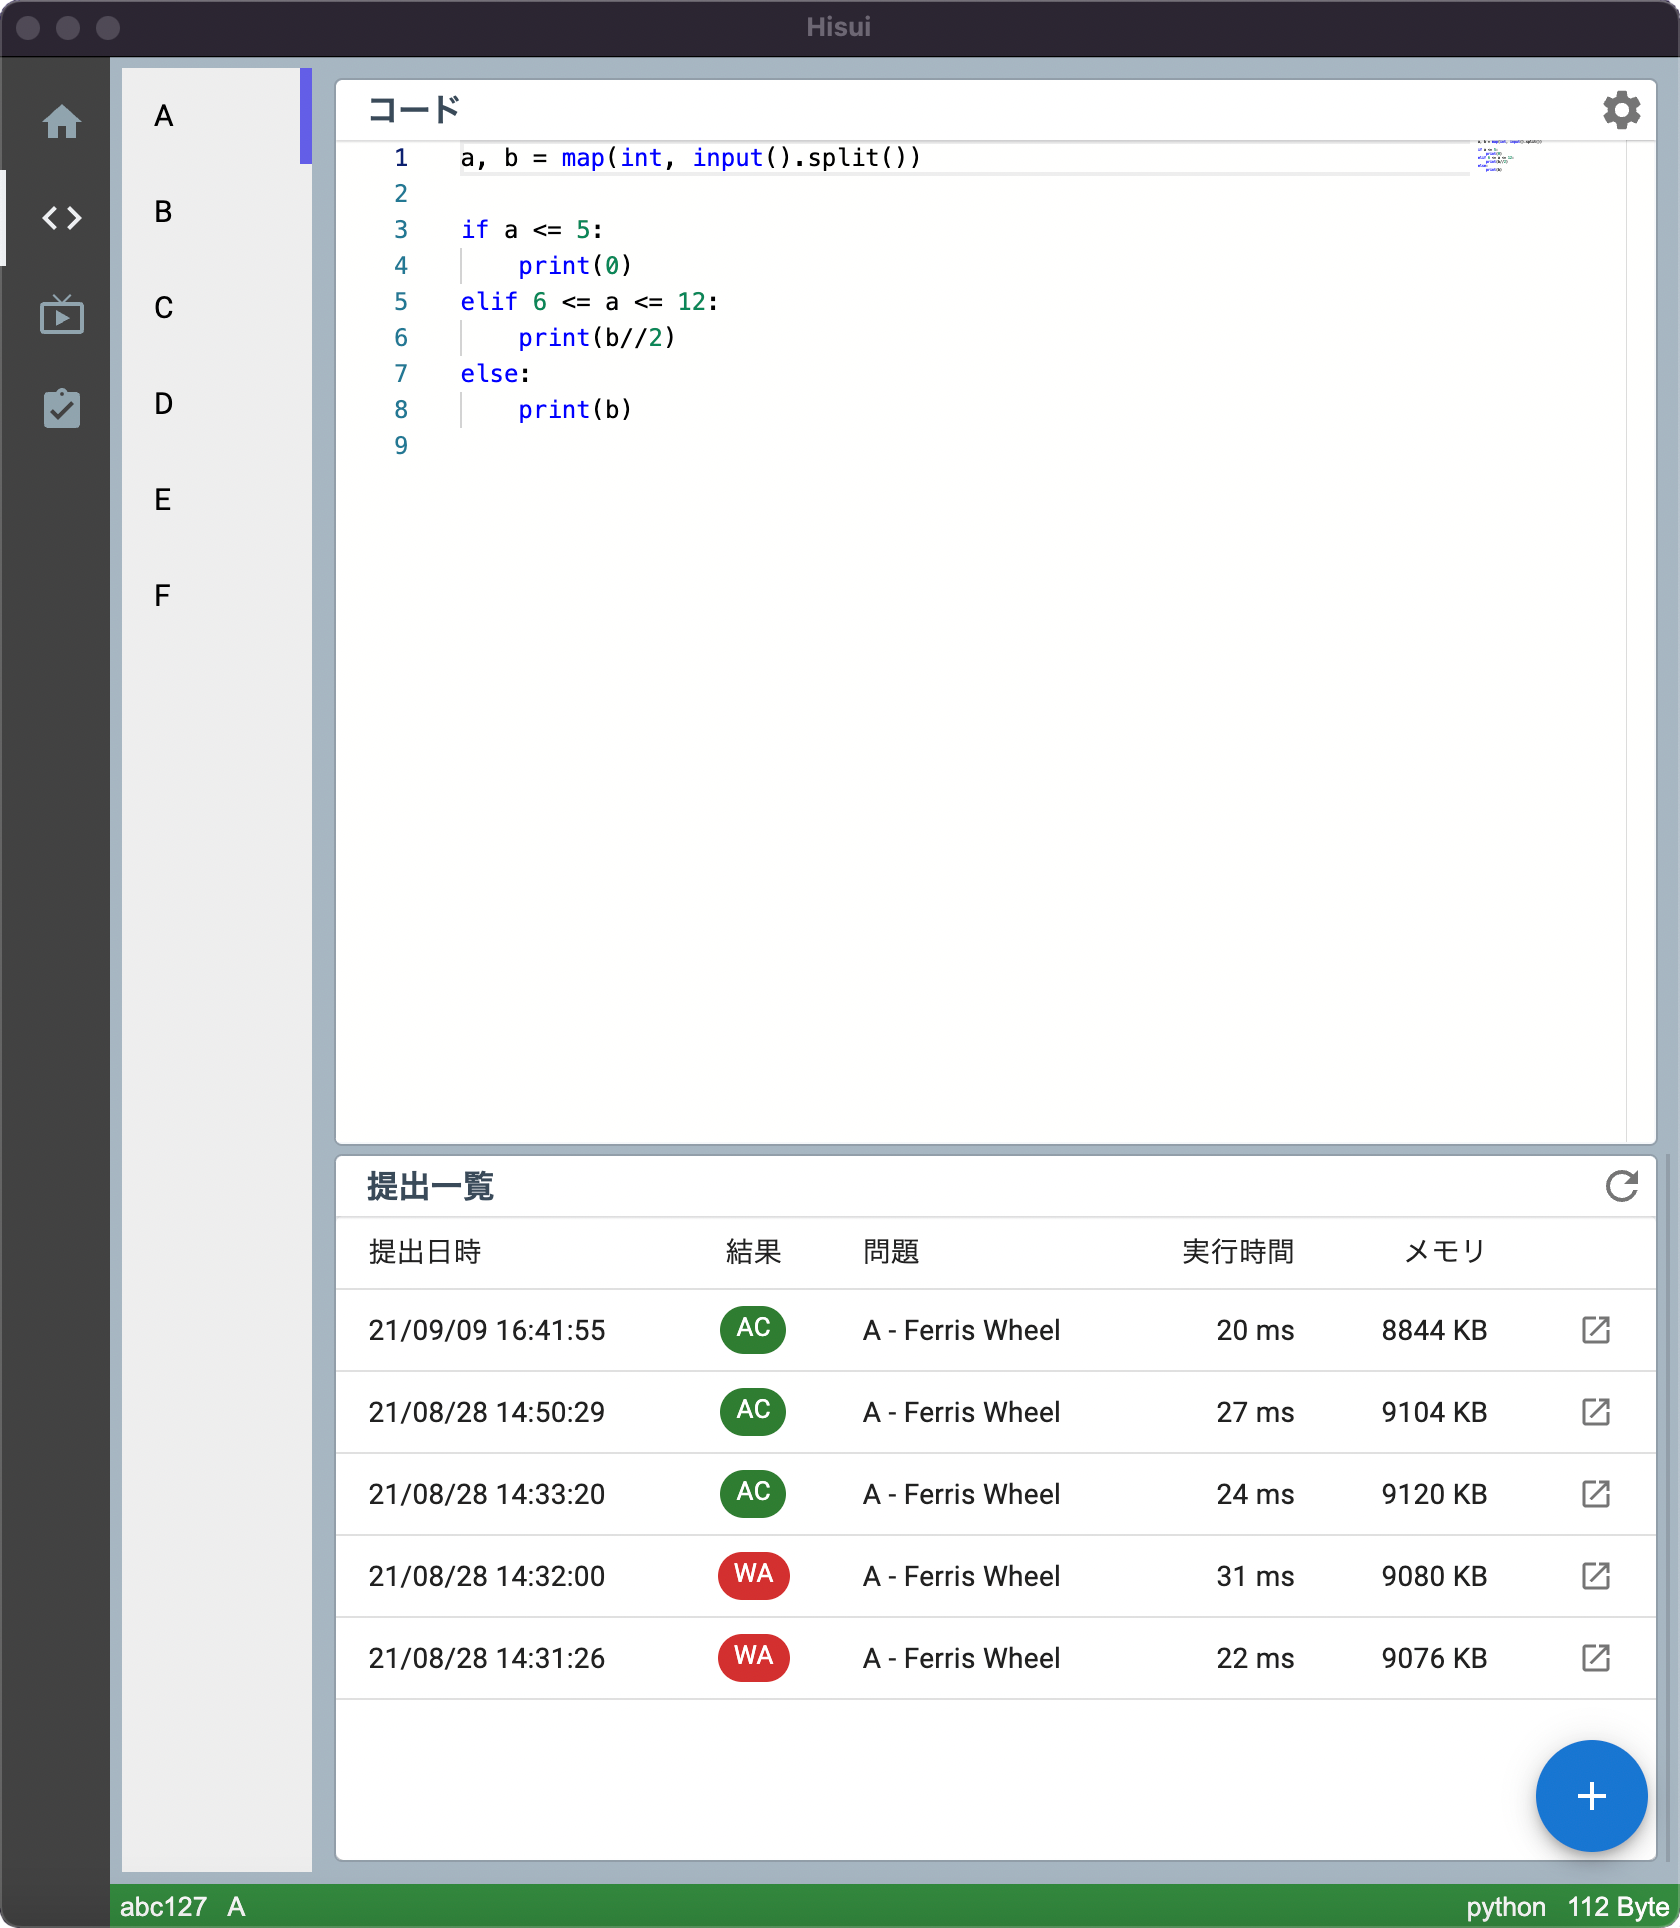 Hisui
A
B
C
D
E
F
コード
1 a, b = map(int, input().split())
2
3 if a <= 5:
4     print(0)
5 elif 6 <= a <= 12:
6     print(b//2)
7 else:
8     print(b)
9
提出一覧
提出日時 結果 問題 実行時間 メモリ
21/09/09 16:41:55 AC A - Ferris Wheel 20 ms 8844 KB
21/08/28 14:50:29 AC A - Ferris Wheel 27 ms 9104 KB
21/08/28 14:33:20 AC A - Ferris Wheel 24 ms 9120 KB
21/08/28 14:32:00 WA A - Ferris Wheel 31 ms 9080 KB
21/08/28 14:31:26 WA A - Ferris Wheel 22 ms 9076 KB
abc127 A python 112 Byte